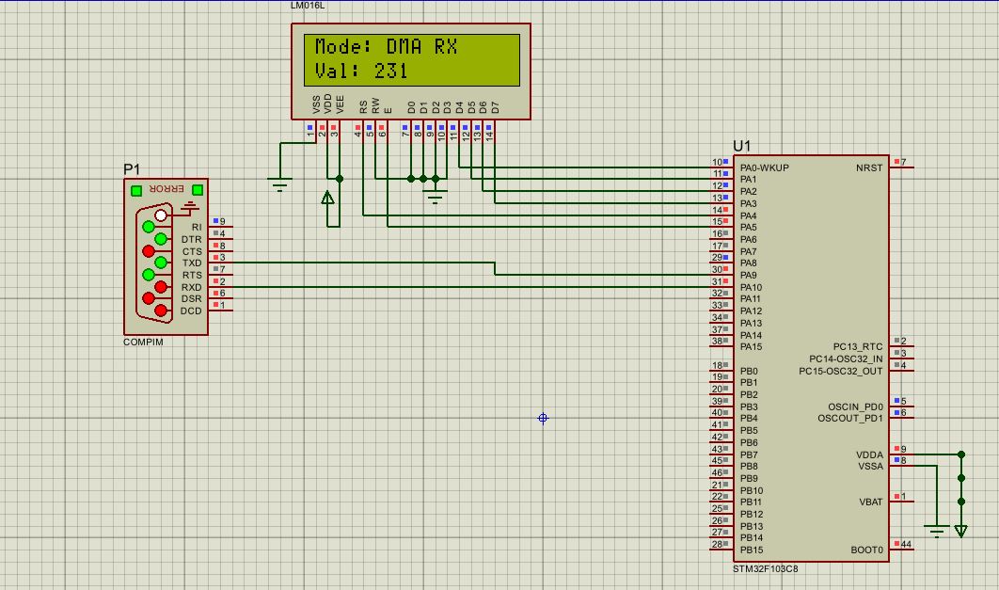 LM016L
Mode: DMA RX
Val: 231
VSS VDD VEE RS RW E D0 D1 D2 D3 D4 D5 D6 D7
1 2 3 4 5 6 7 8 9 10 11 12 13 14
P1
ERROR
RI 9
DTR 4
CTS 8
TXD 3
RTS 7
RXD 2
DSR 6
DCD 1
COMPIM
U1
10 PA0-WKUP NRST 7
11 PA1
12 PA2
13 PA3
14 PA4
15 PA5
16 PA6
17 PA7
29 PA8
30 PA9
31 PA10
32 PA11
33 PA12
34 PA13
37 PA14
38 PA15 PC13_RTC 2
PC14-OSC32_IN 3
18 PB0 PC15-OSC32_OUT 4
19 PB1
20 PB2
39 PB3 OSCIN_PD0 5
40 PB4 OSCOUT_PD1 6
41 PB5
42 PB6
43 PB7 VDDA 9
45 PB8 VSSA 8
46 PB9
21 PB10
22 PB11 VBAT 1
25 PB12
26 PB13
27 PB14
28 PB15 BOOT0 44
STM32F103C8